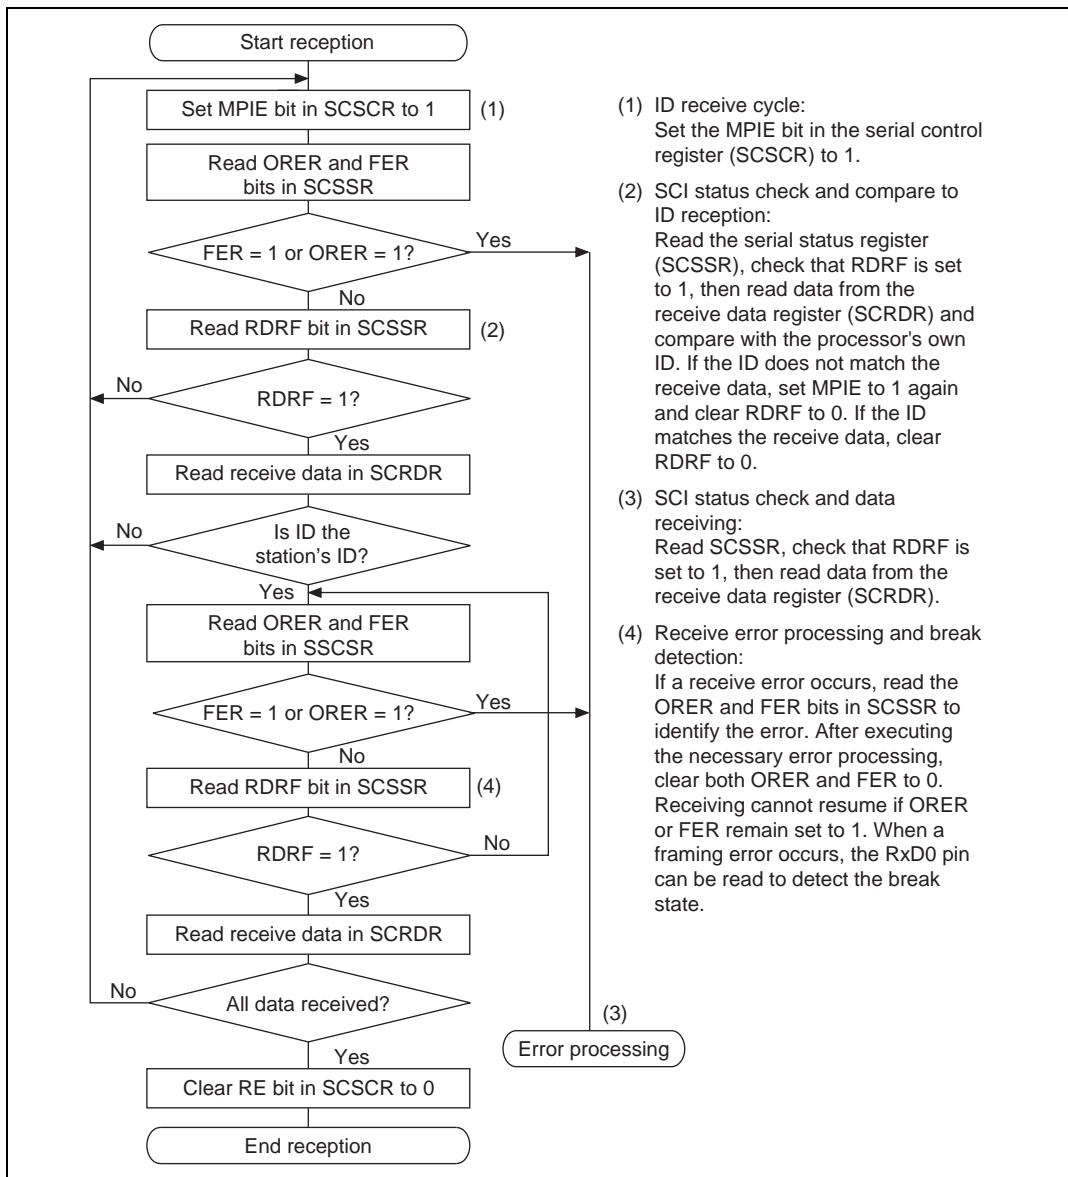 Start reception
Set MPIE bit in SCSCR to 1
(1)
Read ORER and FER
bits in SCSSR
FER = 1 or ORER = 1?
Yes
No
Read RDRF bit in SCSSR
(2)
No
RDRF = 1?
Yes
Read receive data in SCRDR
No
Is ID the
station's ID?
Yes
Read ORER and FER
bits in SSCSR
FER = 1 or ORER = 1?
Yes
No
Read RDRF bit in SCSSR
(4)
RDRF = 1?
No
Yes
Read receive data in SCRDR
No
All data received?
(3)
Error processing
Yes
Clear RE bit in SCSCR to 0
End reception
(1) ID receive cycle:
Set the MPIE bit in the serial control
register (SCSCR) to 1.
(2) SCI status check and compare to
ID reception:
Read the serial status register
(SCSSR), check that RDRF is set
to 1, then read data from the
receive data register (SCRDR) and
compare with the processor's own
ID. If the ID does not match the
receive data, set MPIE to 1 again
and clear RDRF to 0. If the ID
matches the receive data, clear
RDRF to 0.
(3) SCI status check and data
receiving:
Read SCSSR, check that RDRF is
set to 1, then read data from the
receive data register (SCRDR).
(4) Receive error processing and break
detection:
If a receive error occurs, read the
ORER and FER bits in SCSSR to
identify the error. After executing
the necessary error processing,
clear both ORER and FER to 0.
Receiving cannot resume if ORER
or FER remain set to 1. When a
framing error occurs, the RxD0 pin
can be read to detect the break
state.